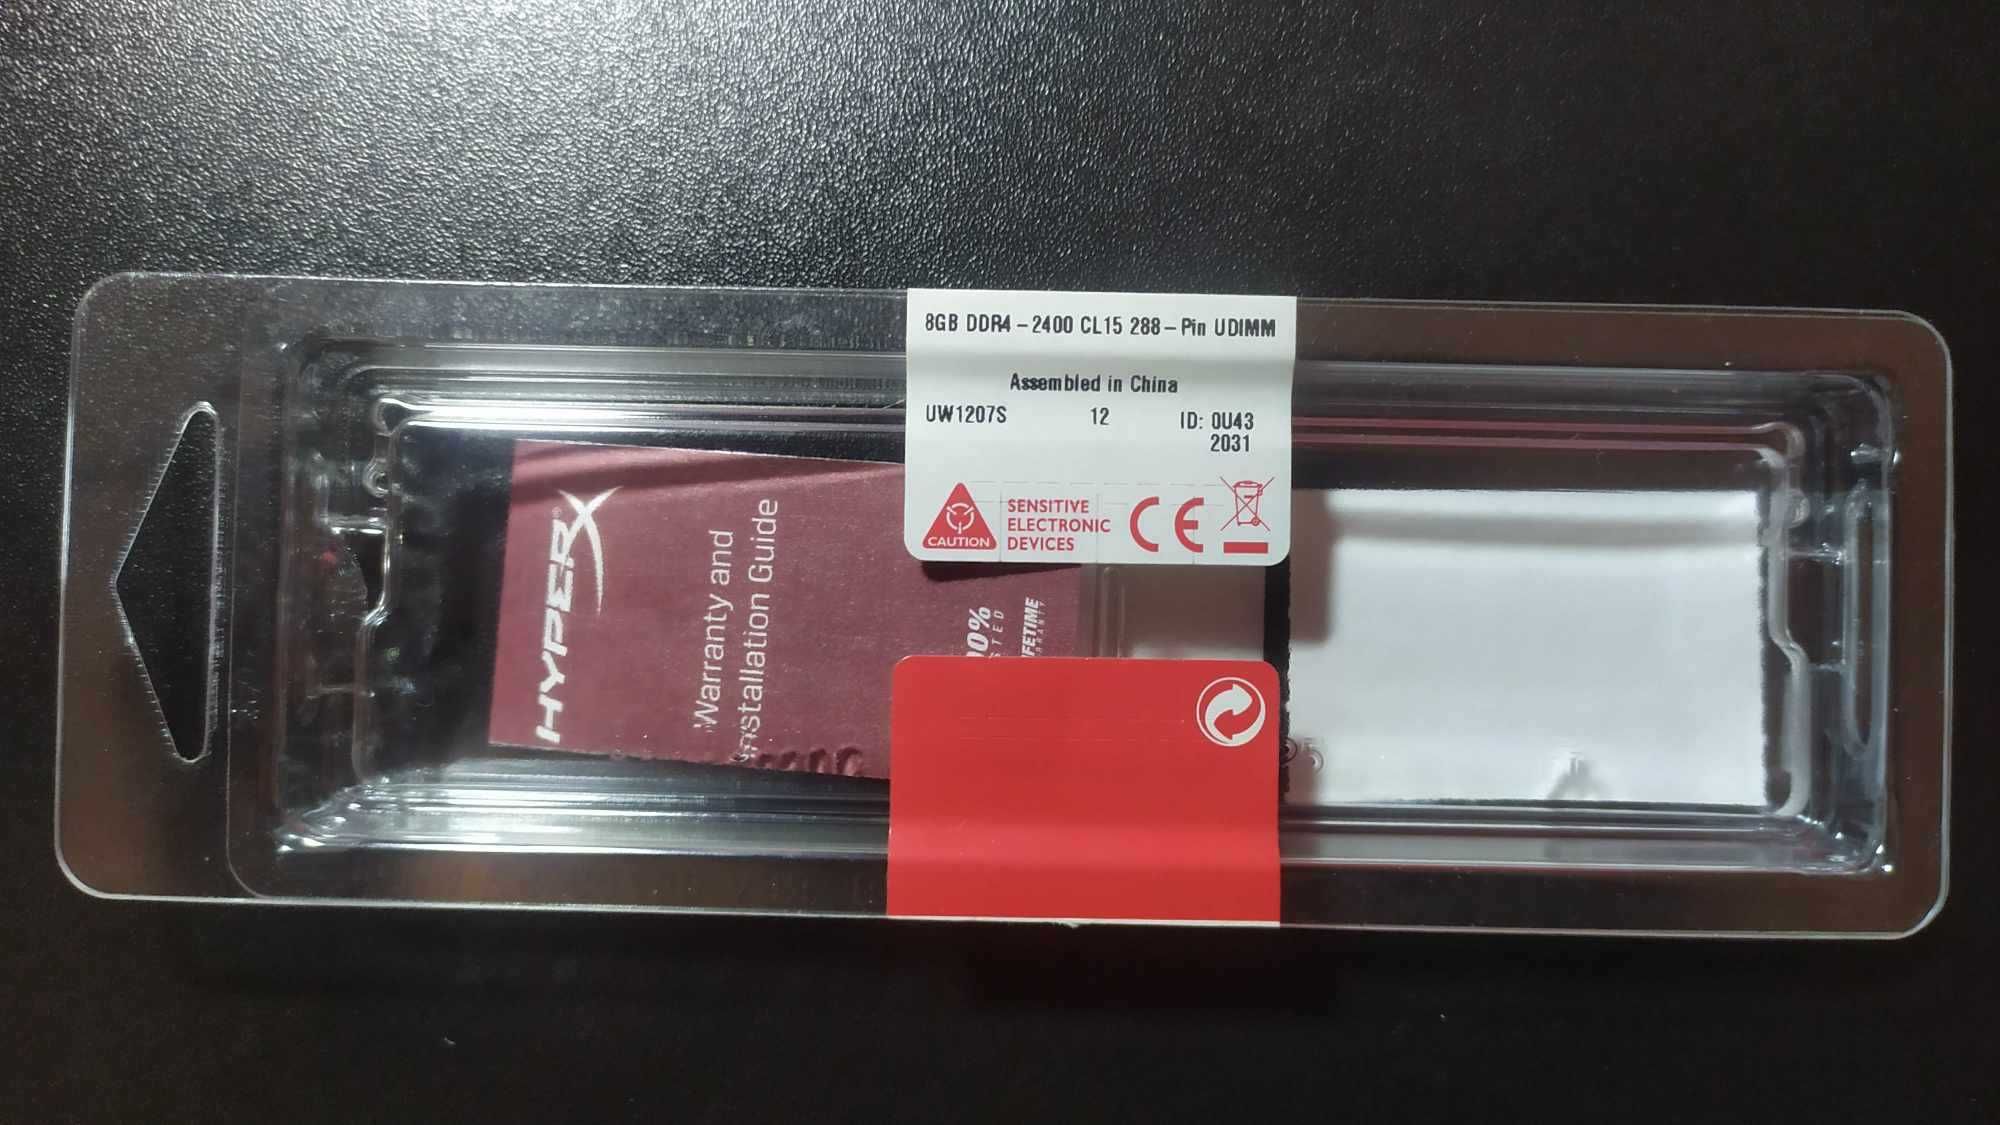 8GB DDR4-2400 CL15 288-Pin UDIMM
Assembled in China
UW1207S 12 ID: 0U43
2031
CAUTION
SENSITIVE
ELECTRONIC
DEVICES
CE
HYPERX
Warranty and
Installation Guide